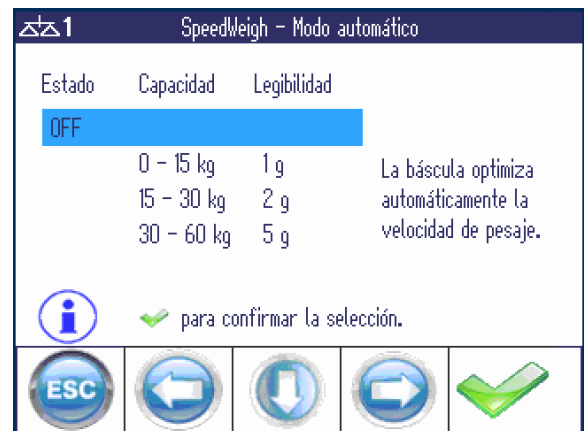 1 SpeedWeigh – Modo automático
Estado Capacidad Legibilidad
OFF
0 – 15 kg 1 g
15 – 30 kg 2 g
30 – 60 kg 5 g
La báscula optimiza
automáticamente la
velocidad de pesaje.
para confirmar la selección.
ESC